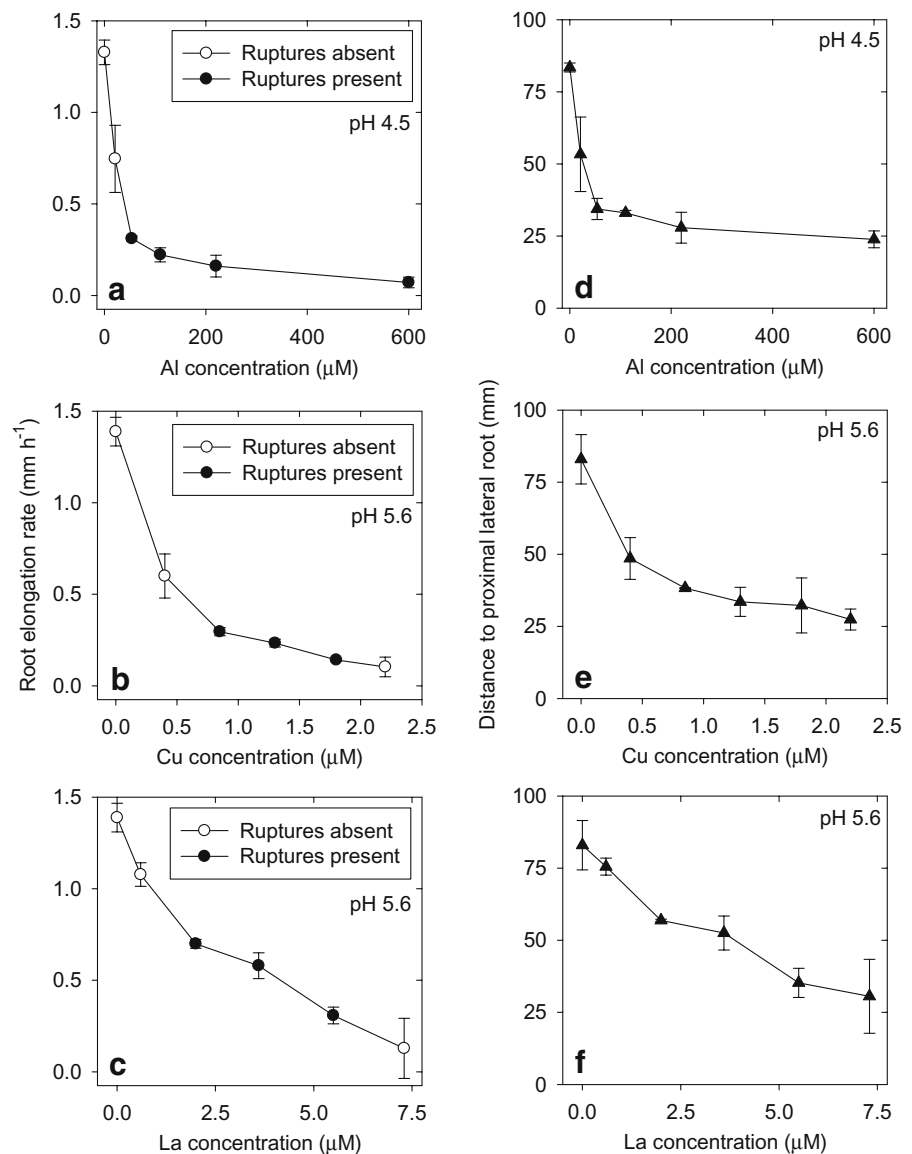 1.5
1.0
0.5
0.0
Ruptures absent
Ruptures present
pH 4.5
a
0 200 400 600
Al concentration (μM)
100
75
50
25
0
pH 4.5
d
0 200 400 600
Al concentration (μM)
Root elongation rate (mm h⁻¹)
1.5
1.0
0.5
0.0
Ruptures absent
Ruptures present
pH 5.6
b
0.0 0.5 1.0 1.5 2.0 2.5
Cu concentration (μM)
Distance to proximal lateral root (mm)
100
75
50
25
0
pH 5.6
e
0.0 0.5 1.0 1.5 2.0 2.5
Cu concentration (μM)
1.5
1.0
0.5
0.0
Ruptures absent
Ruptures present
pH 5.6
c
0.0 2.5 5.0 7.5
La concentration (μM)
100
75
50
25
0
pH 5.6
f
0.0 2.5 5.0 7.5
La concentration (μM)